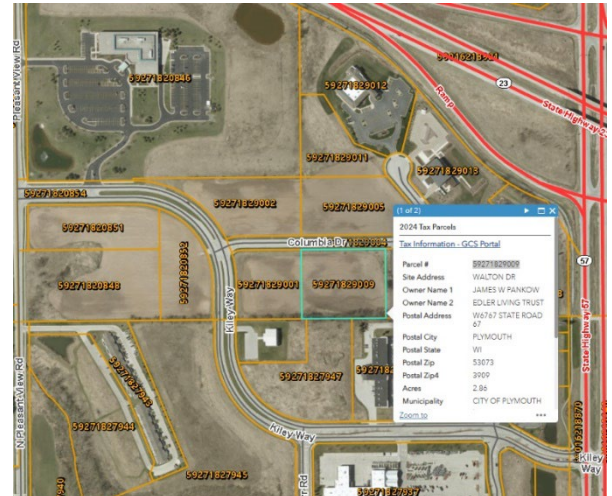 Pleasant View Rd
59271820846
59271829012
Ramp
23
State Highway 23
59271829011
59271829013
59271820854
59271829002
59271829005
59271820851
Columbia Dr
59271829001
59271829009
Kiley Way
57
State Highway 57
(1 of 2)
2024 Tax Parcels
Tax Information - GCS Portal
Parcel # 59271829009
Site Address WALTON DR
Owner Name 1 JAMES W PANKOW
Owner Name 2 EDLER LIVING TRUST
Postal Address W6767 STATE ROAD
67
Postal City PLYMOUTH
Postal State WI
Postal Zip 53073
Postal Zip4 3909
Acres 2.86
Municipality CITY OF PLYMOUTH
Zoom to
N Pleasant View Rd
59271827947
59271827944
Kiley Way
59271827945
Kiley
Way